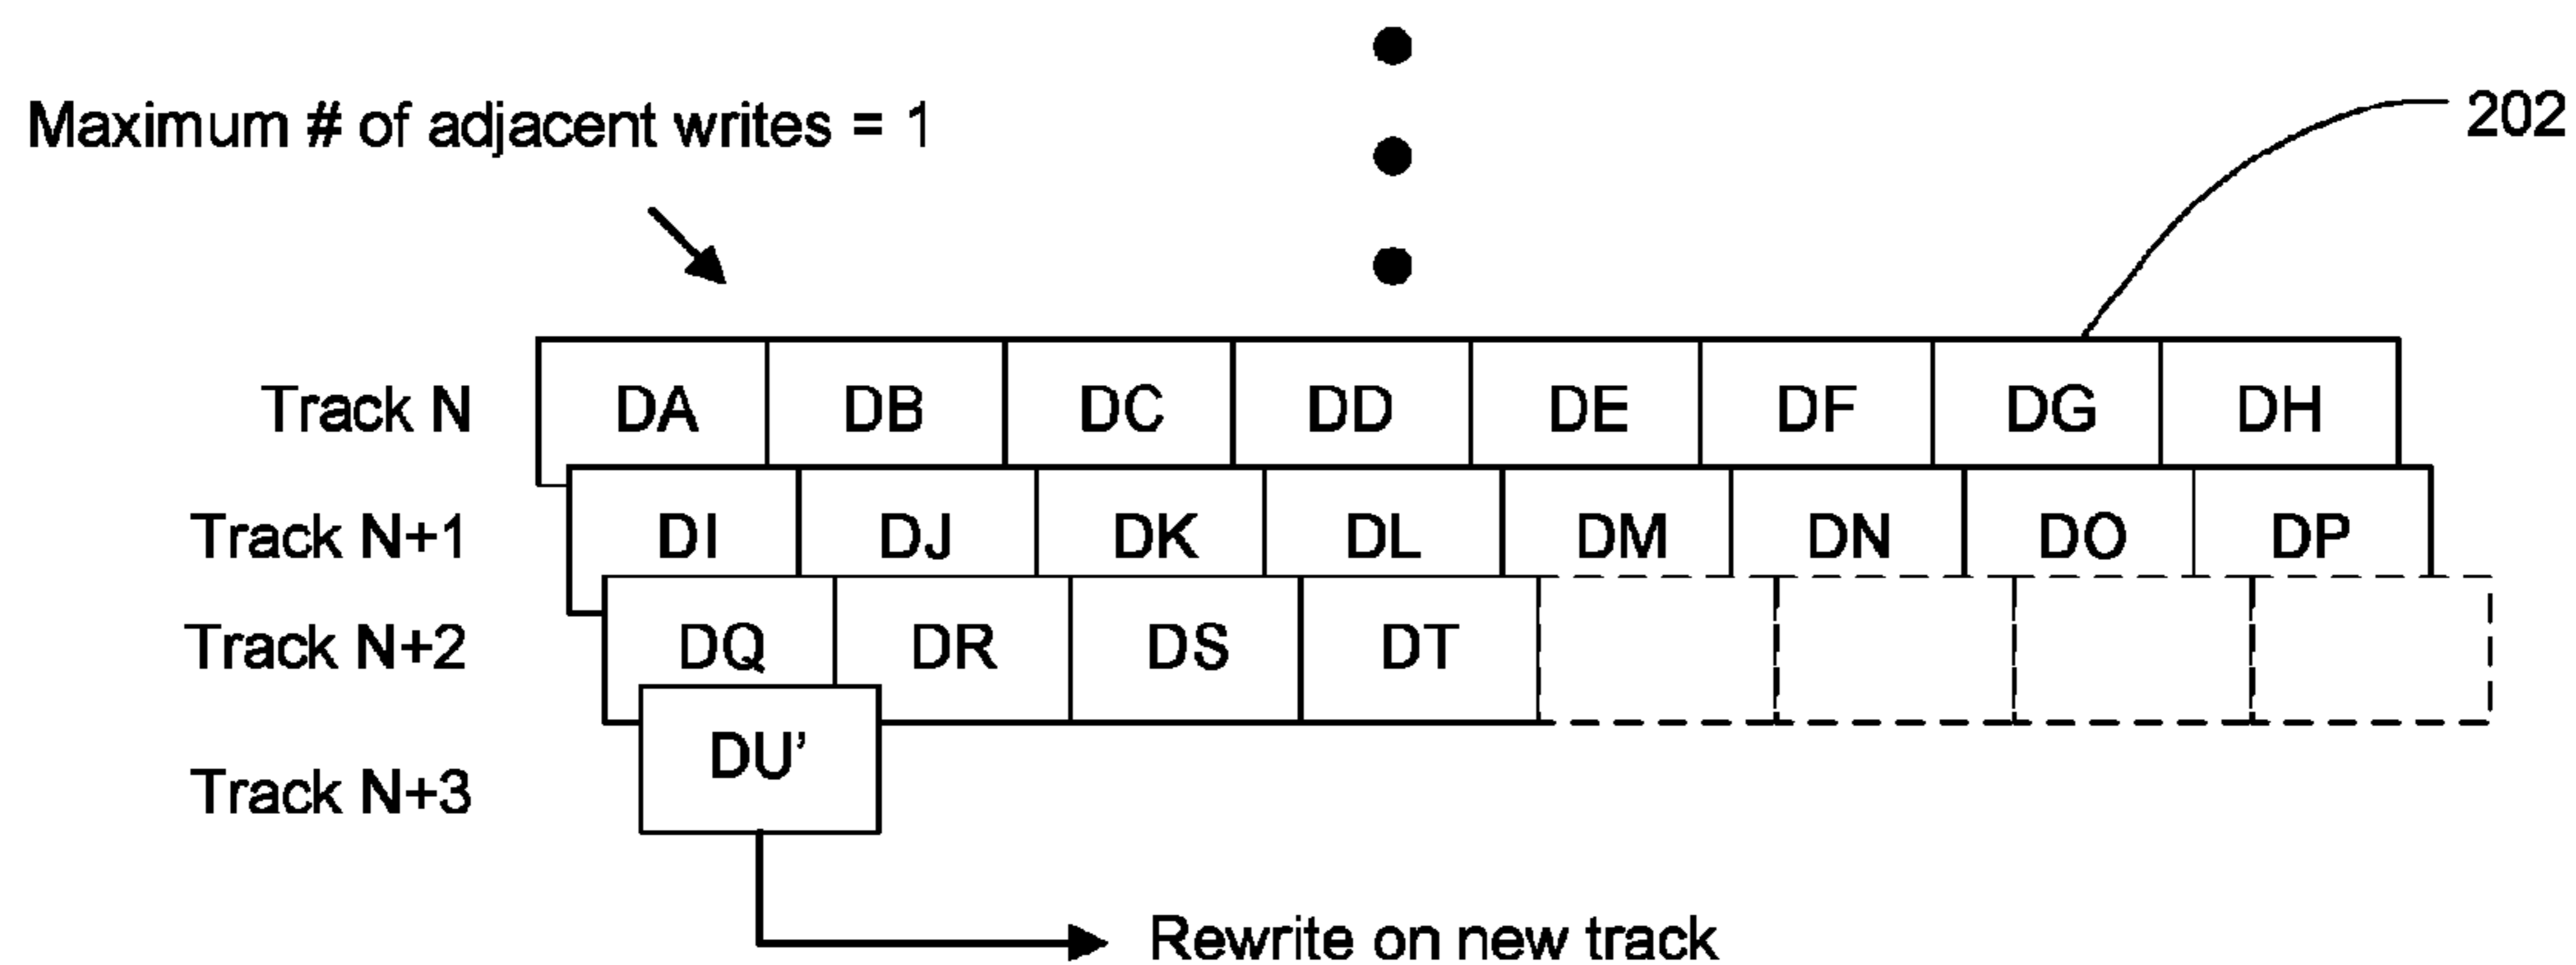 Maximum # of adjacent writes = 1
202
Track N DA DB DC DD DE DF DG DH
Track N+1 DI DJ DK DL DM DN DO DP
Track N+2 DQ DR DS DT
Track N+3 DU’
Rewrite on new track